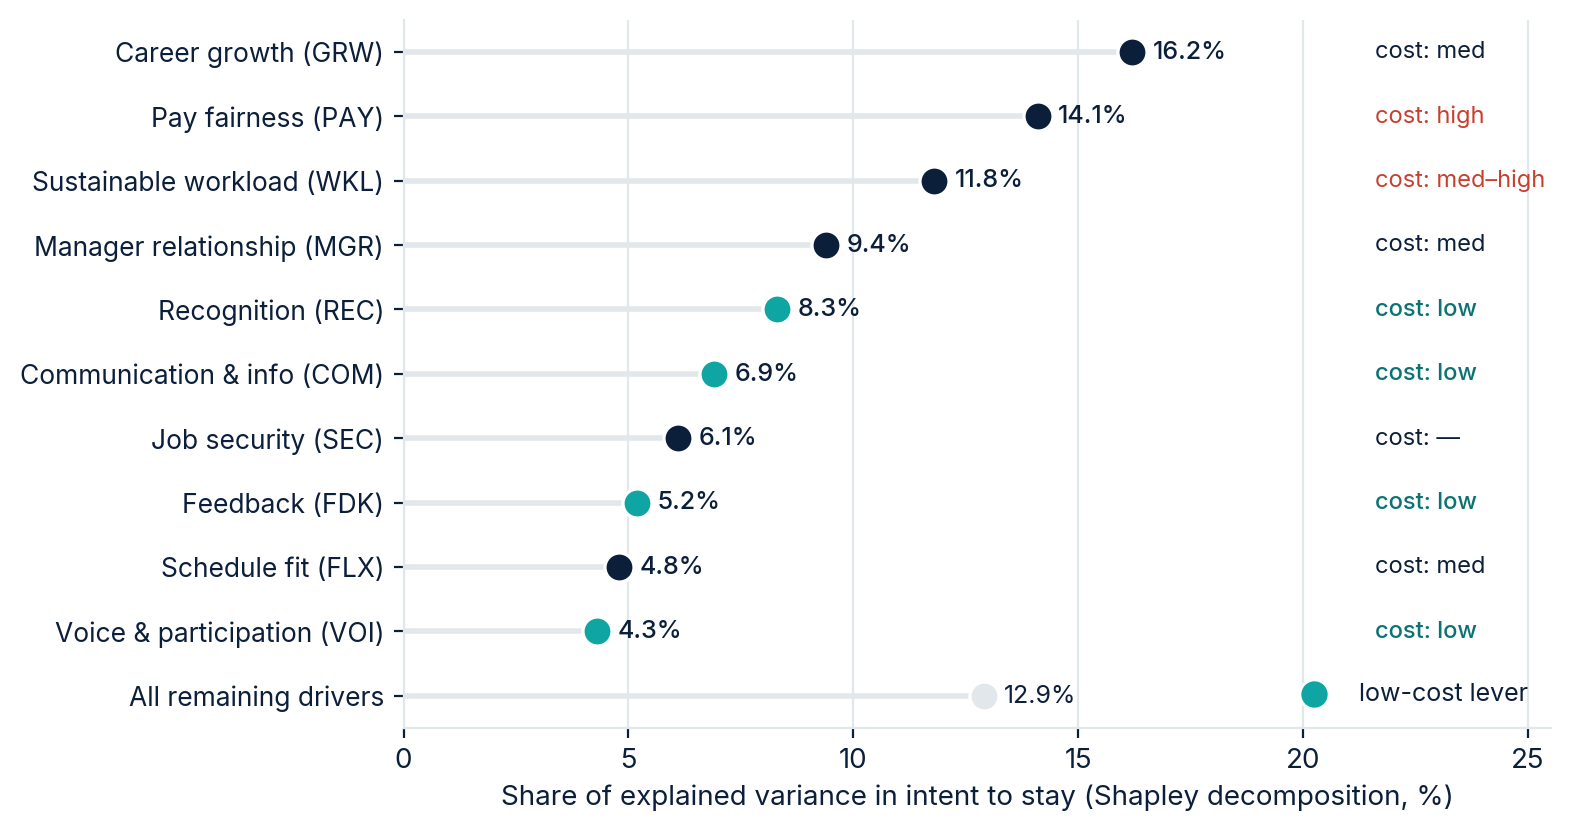 Career growth (GRW) 16.2% cost: med
Pay fairness (PAY) 14.1% cost: high
Sustainable workload (WKL) 11.8% cost: med–high
Manager relationship (MGR) 9.4% cost: med
Recognition (REC) 8.3% cost: low
Communication & info (COM) 6.9% cost: low
Job security (SEC) 6.1% cost: —
Feedback (FDK) 5.2% cost: low
Schedule fit (FLX) 4.8% cost: med
Voice & participation (VOI) 4.3% cost: low
All remaining drivers 12.9% low-cost lever
0 5 10 15 20 25
Share of explained variance in intent to stay (Shapley decomposition, %)